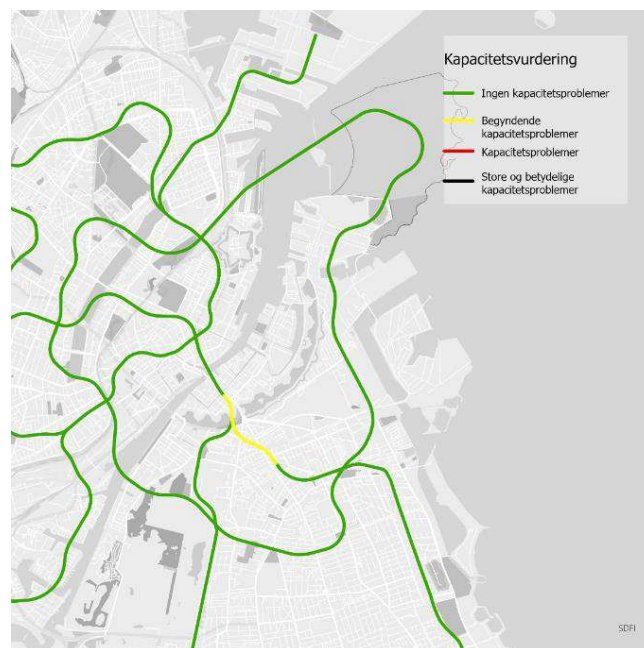 Kapacitetsvurdering
Ingen kapacitetsproblemer
Begyndende
kapacitetsproblemer
Kapacitetsproblemer
Store og betydelige
kapacitetsproblemer
SDFI